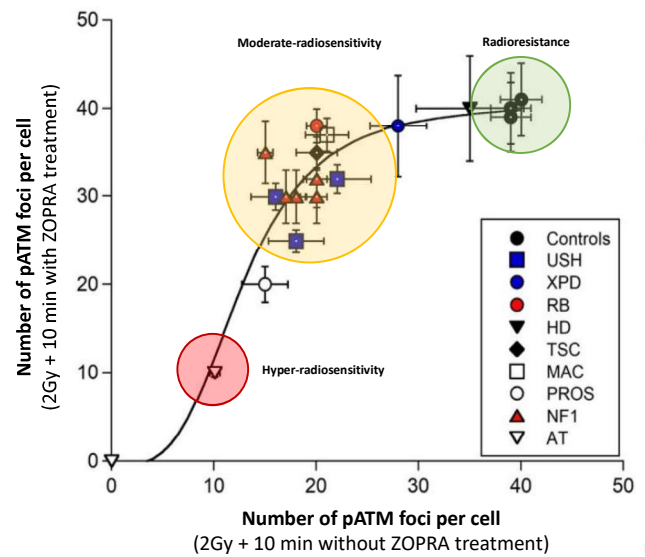 50
Moderate-radiosensitivity
Radioresistance
40
30
20
10
0
Number of pATM foci per cell
(2Gy + 10 min with ZOPRA treatment)
Hyper-radiosensitivity
Controls
USH
XPD
RB
HD
TSC
MAC
PROS
NF1
AT
0 10 20 30 40 50
Number of pATM foci per cell
(2Gy + 10 min without ZOPRA treatment)